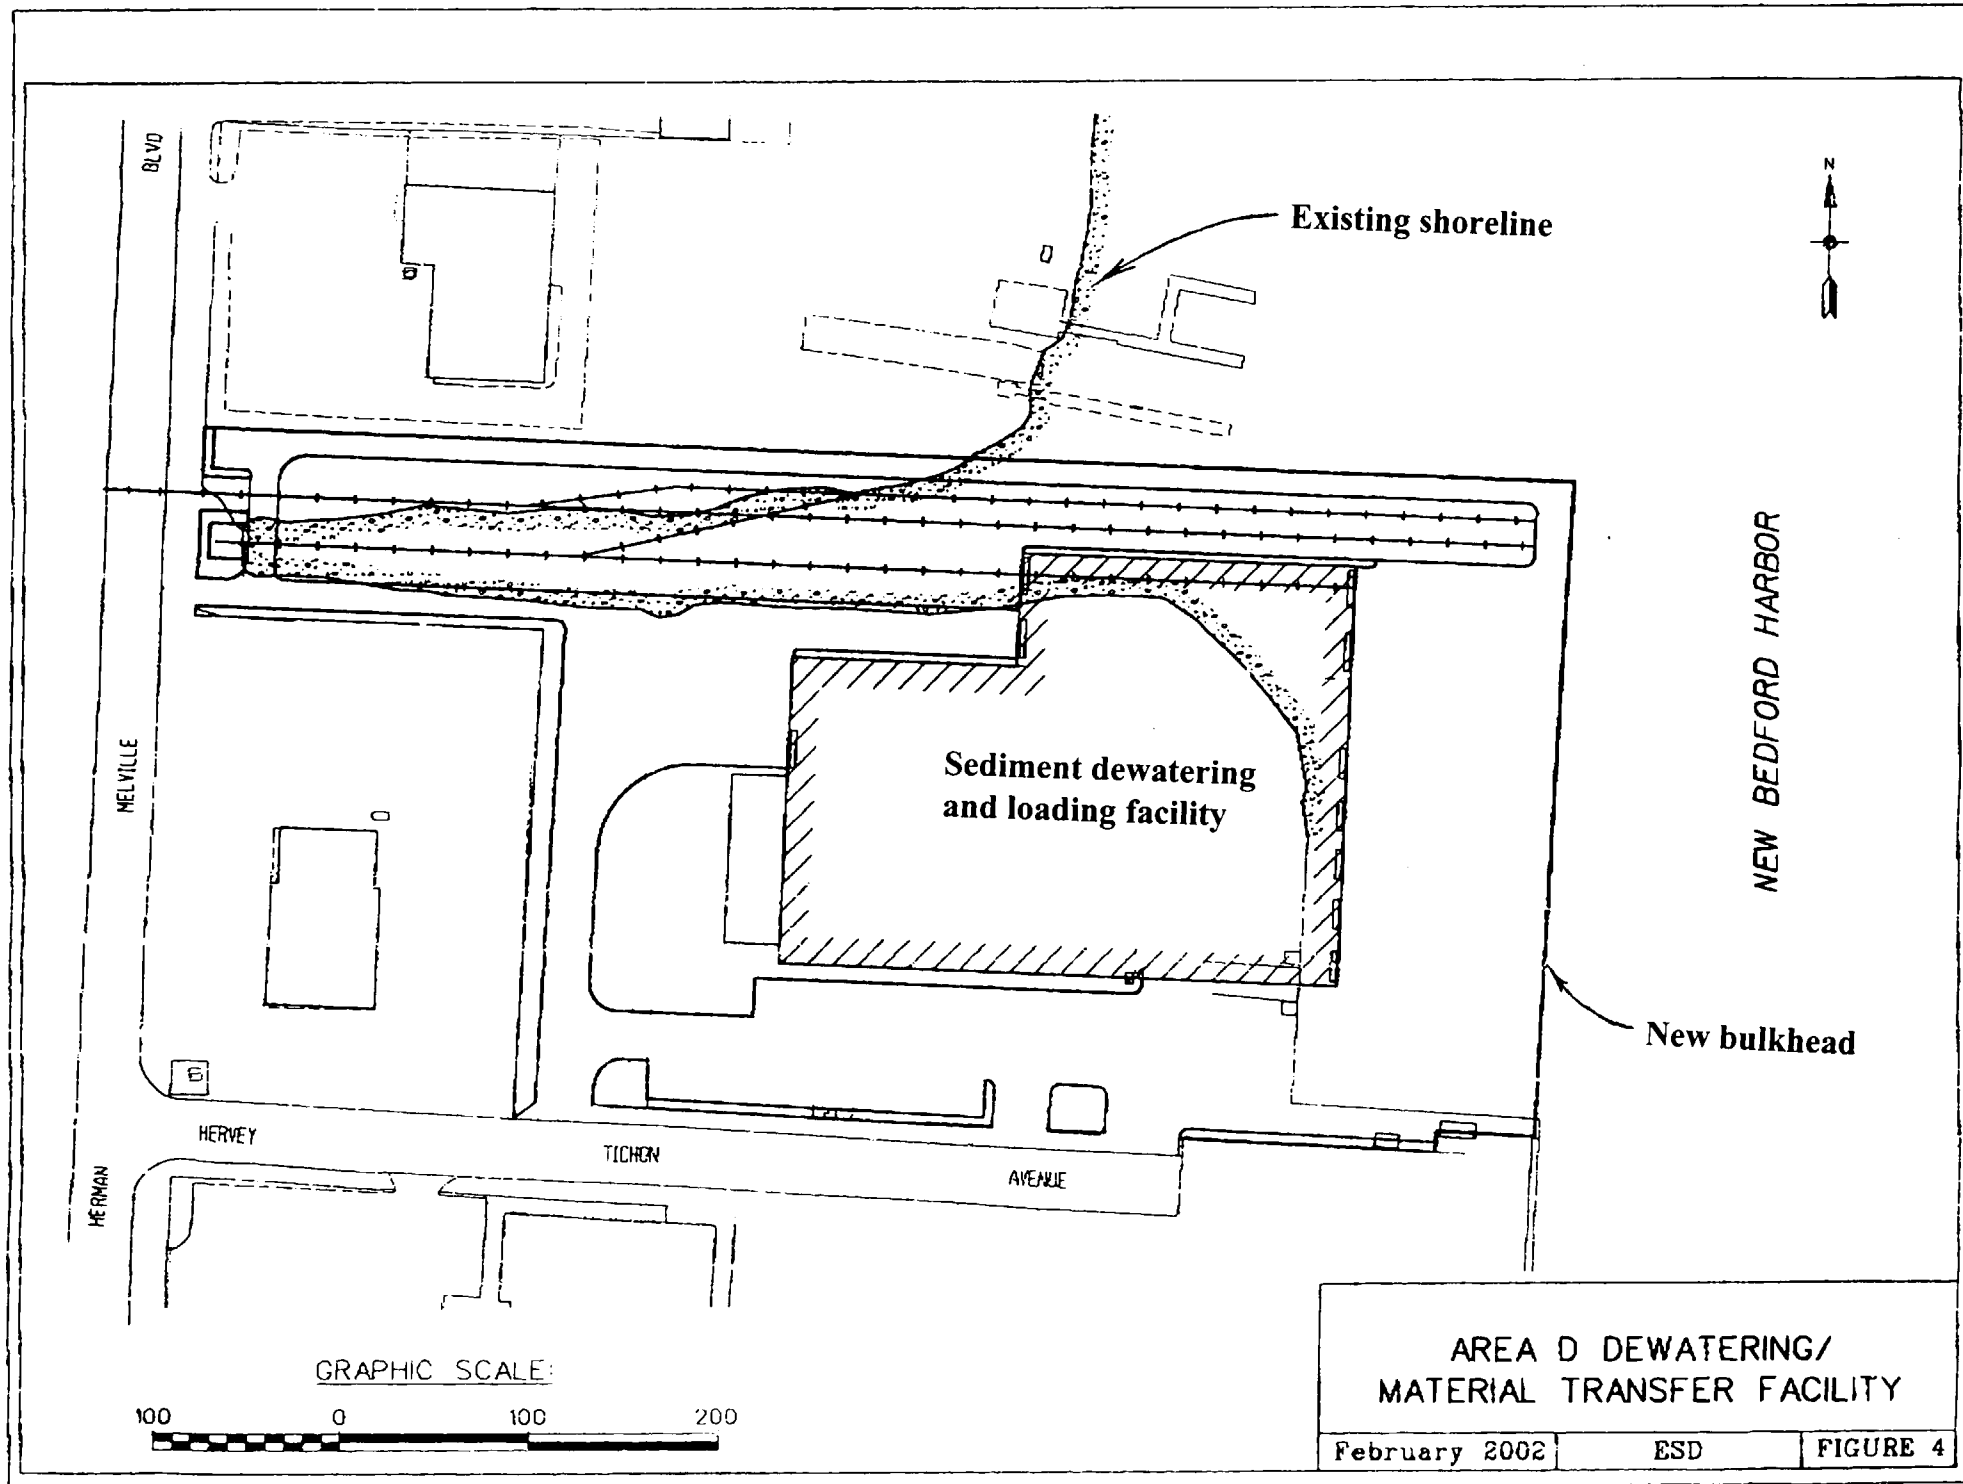 BLVD
N
Existing shoreline
NEW BEDFORD HARBOR
MELVILLE
Sediment dewatering
and loading facility
New bulkhead
HERVEY
TICHON
AVENUE
HERMAN
GRAPHIC SCALE:
100 0 100 200
AREA D DEWATERING/
MATERIAL TRANSFER FACILITY
February 2002 ESD FIGURE 4